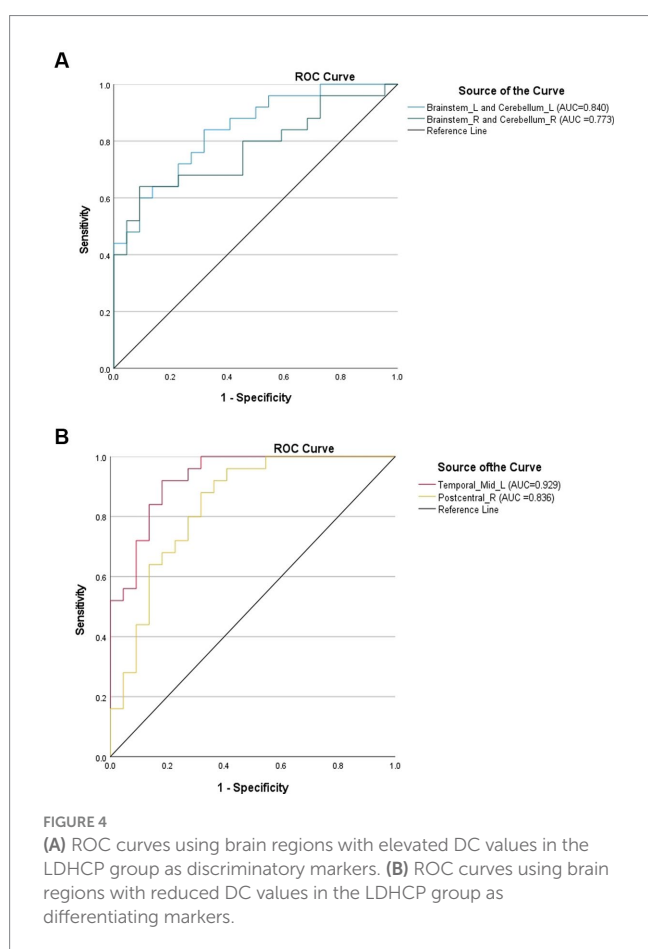 A
ROC Curve
Source of the Curve
Brainstem_L and Cerebellum_L (AUC=0.840)
Brainstem_R and Cerebellum_R (AUC =0.773)
Reference Line
1.0
0.8
0.6
0.4
0.2
0.0
Sensitivity
0.0 0.2 0.4 0.6 0.8 1.0
1 - Specificity
B
ROC Curve
Source ofthe Curve
Temporal_Mid_L (AUC=0.929)
Postcentral_R (AUC =0.836)
Reference Line
1.0
0.8
0.6
0.4
0.2
0.0
Sensitivity
0.0 0.2 0.4 0.6 0.8 1.0
1 - Specificity
FIGURE 4
(A) ROC curves using brain regions with elevated DC values in the
LDHCP group as discriminatory markers. (B) ROC curves using brain
regions with reduced DC values in the LDHCP group as
differentiating markers.